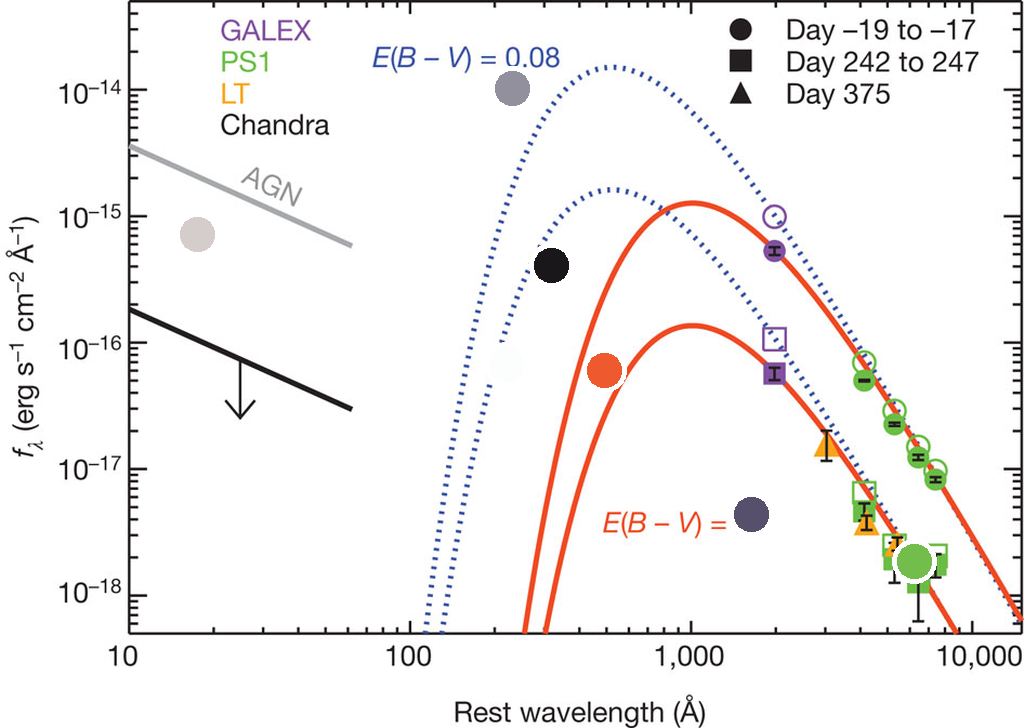 GALEX
PS1
LT
Chandra
E(B – V) = 0.08
Day –19 to –17
Day 242 to 247
Day 375
AGN
E(B – V) =
10⁻¹⁴
10⁻¹⁵
10⁻¹⁶
10⁻¹⁷
10⁻¹⁸
fλ (erg s⁻¹ cm⁻² Å⁻¹)
10 100 1,000 10,000
Rest wavelength (Å)